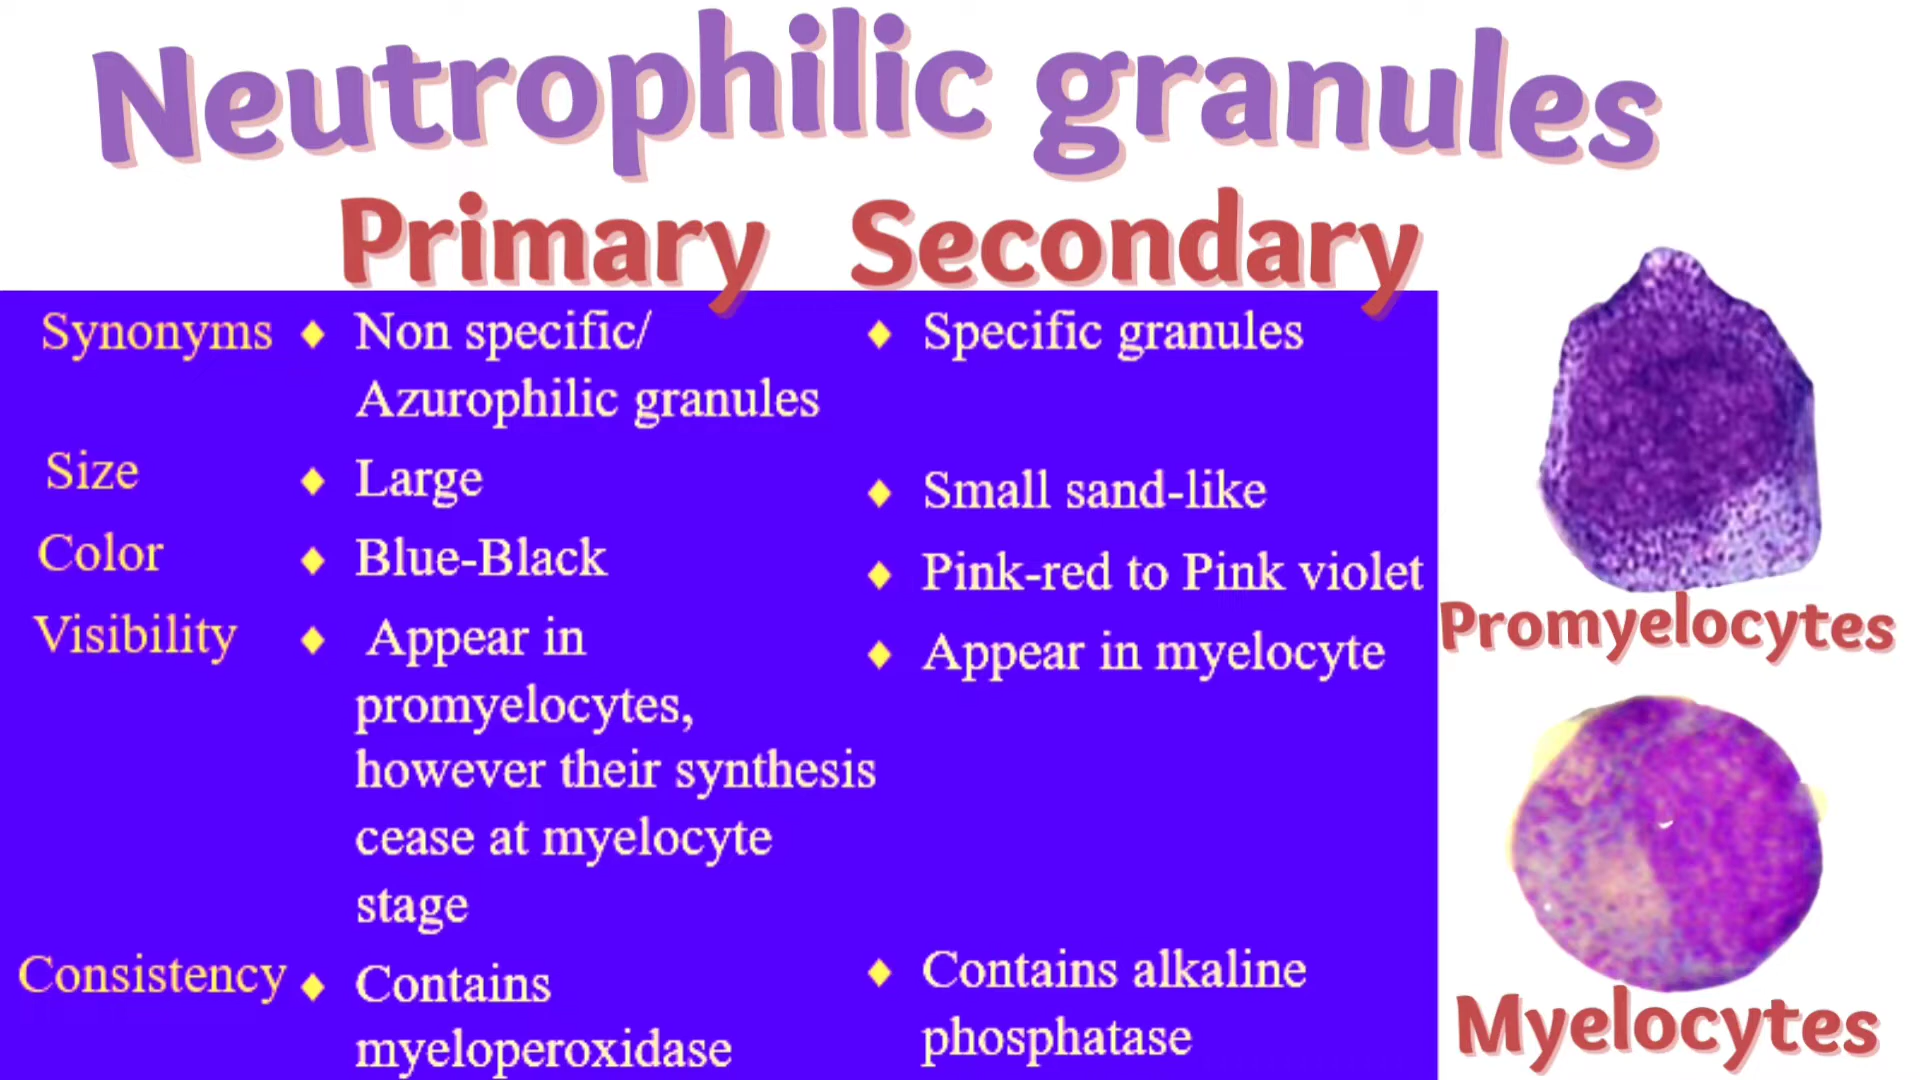 Neutrophilic granules
Primary Secondary
Synonyms ♦ Non specific/ ♦ Specific granules
Azurophilic granules
Size ♦ Large ♦ Small sand-like
Color ♦ Blue-Black ♦ Pink-red to Pink violet
Visibility ♦ Appear in ♦ Appear in myelocyte
promyelocytes,
however their synthesis
cease at myelocyte
stage
Consistency ♦ Contains ♦ Contains alkaline
myeloperoxidase phosphatase
Promyelocytes
Myelocytes